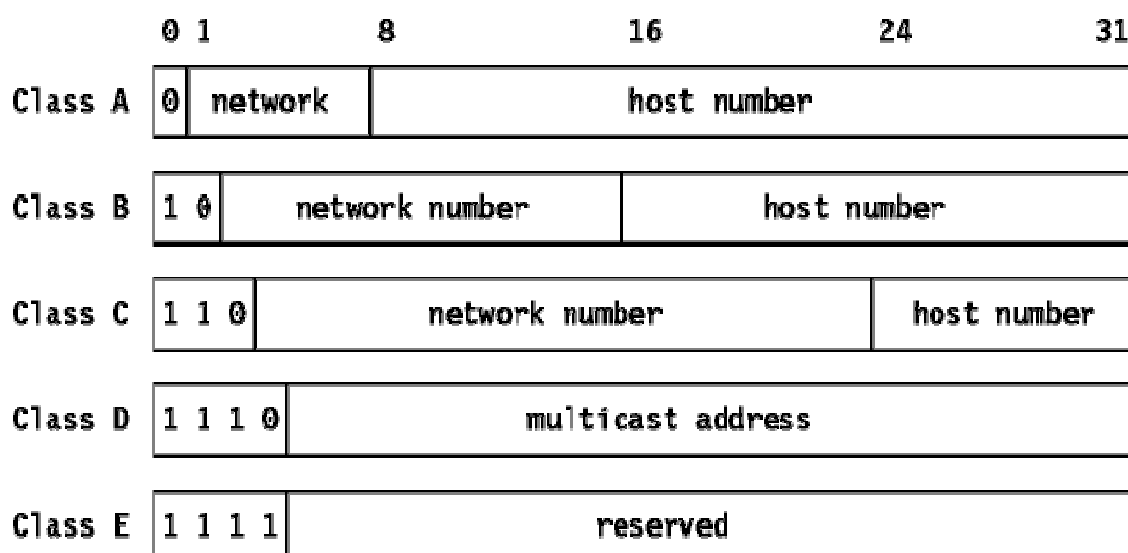 0 1 8 16 24 31
Class A 0 network host number
Class B 1 0 network number host number
Class C 1 1 0 network number host number
Class D 1 1 1 0 multicast address
Class E 1 1 1 1 reserved